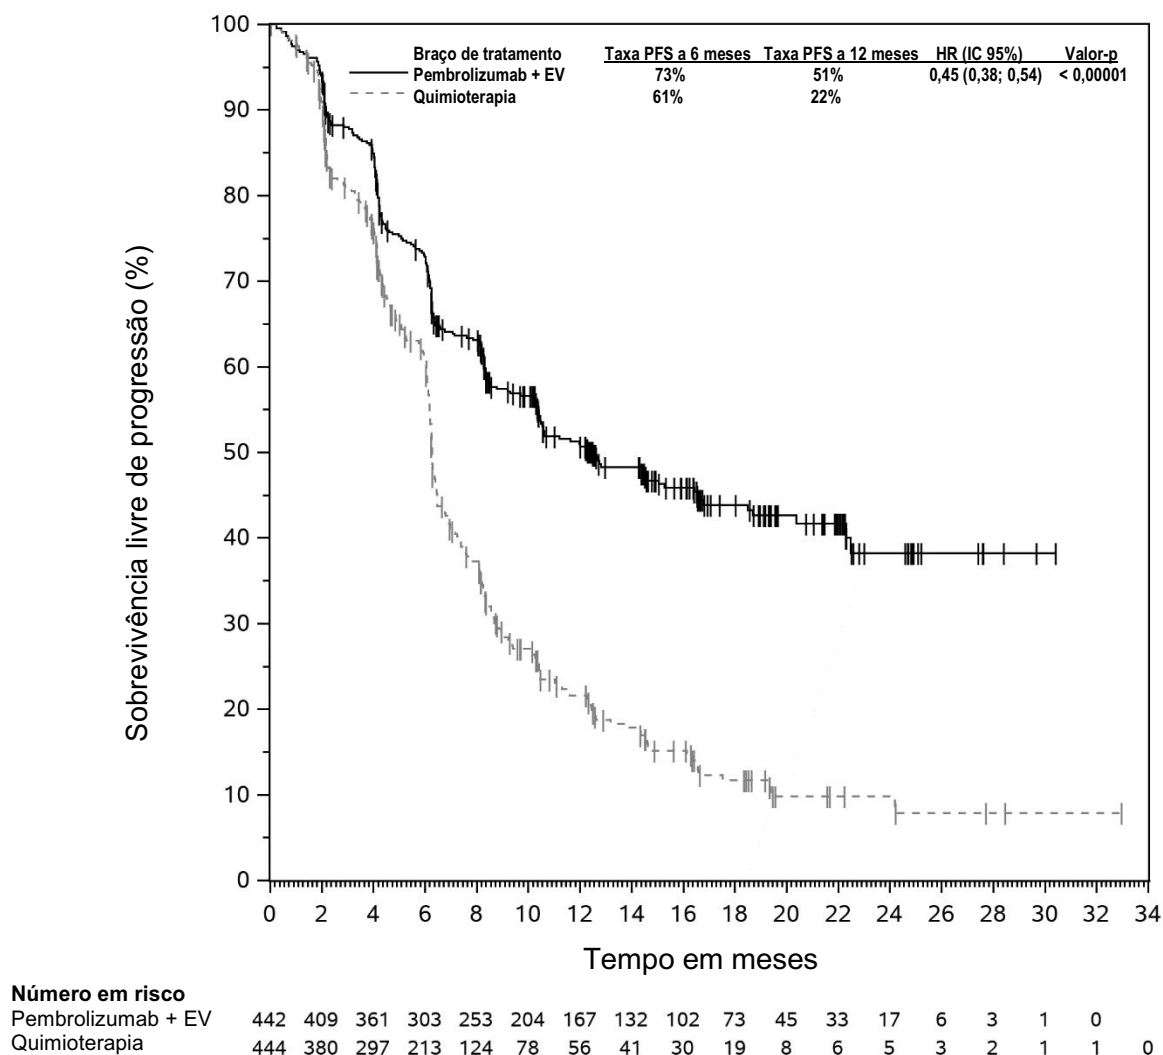 Braço de tratamento Taxa PFS a 6 meses Taxa PFS a 12 meses HR (IC 95%) Valor-p
Pembrolizumab + EV 73% 51% 0,45 (0,38; 0,54) < 0,00001
Quimioterapia 61% 22%
Sobrevivência livre de progressão (%)
100
90
80
70
60
50
40
30
20
10
0
0 2 4 6 8 10 12 14 16 18 20 22 24 26 28 30 32 34
Tempo em meses
Número em risco
Pembrolizumab + EV 442 409 361 303 253 204 167 132 102 73 45 33 17 6 3 1 0
Quimioterapia 444 380 297 213 124 78 56 41 30 19 8 6 5 3 2 1 1 0